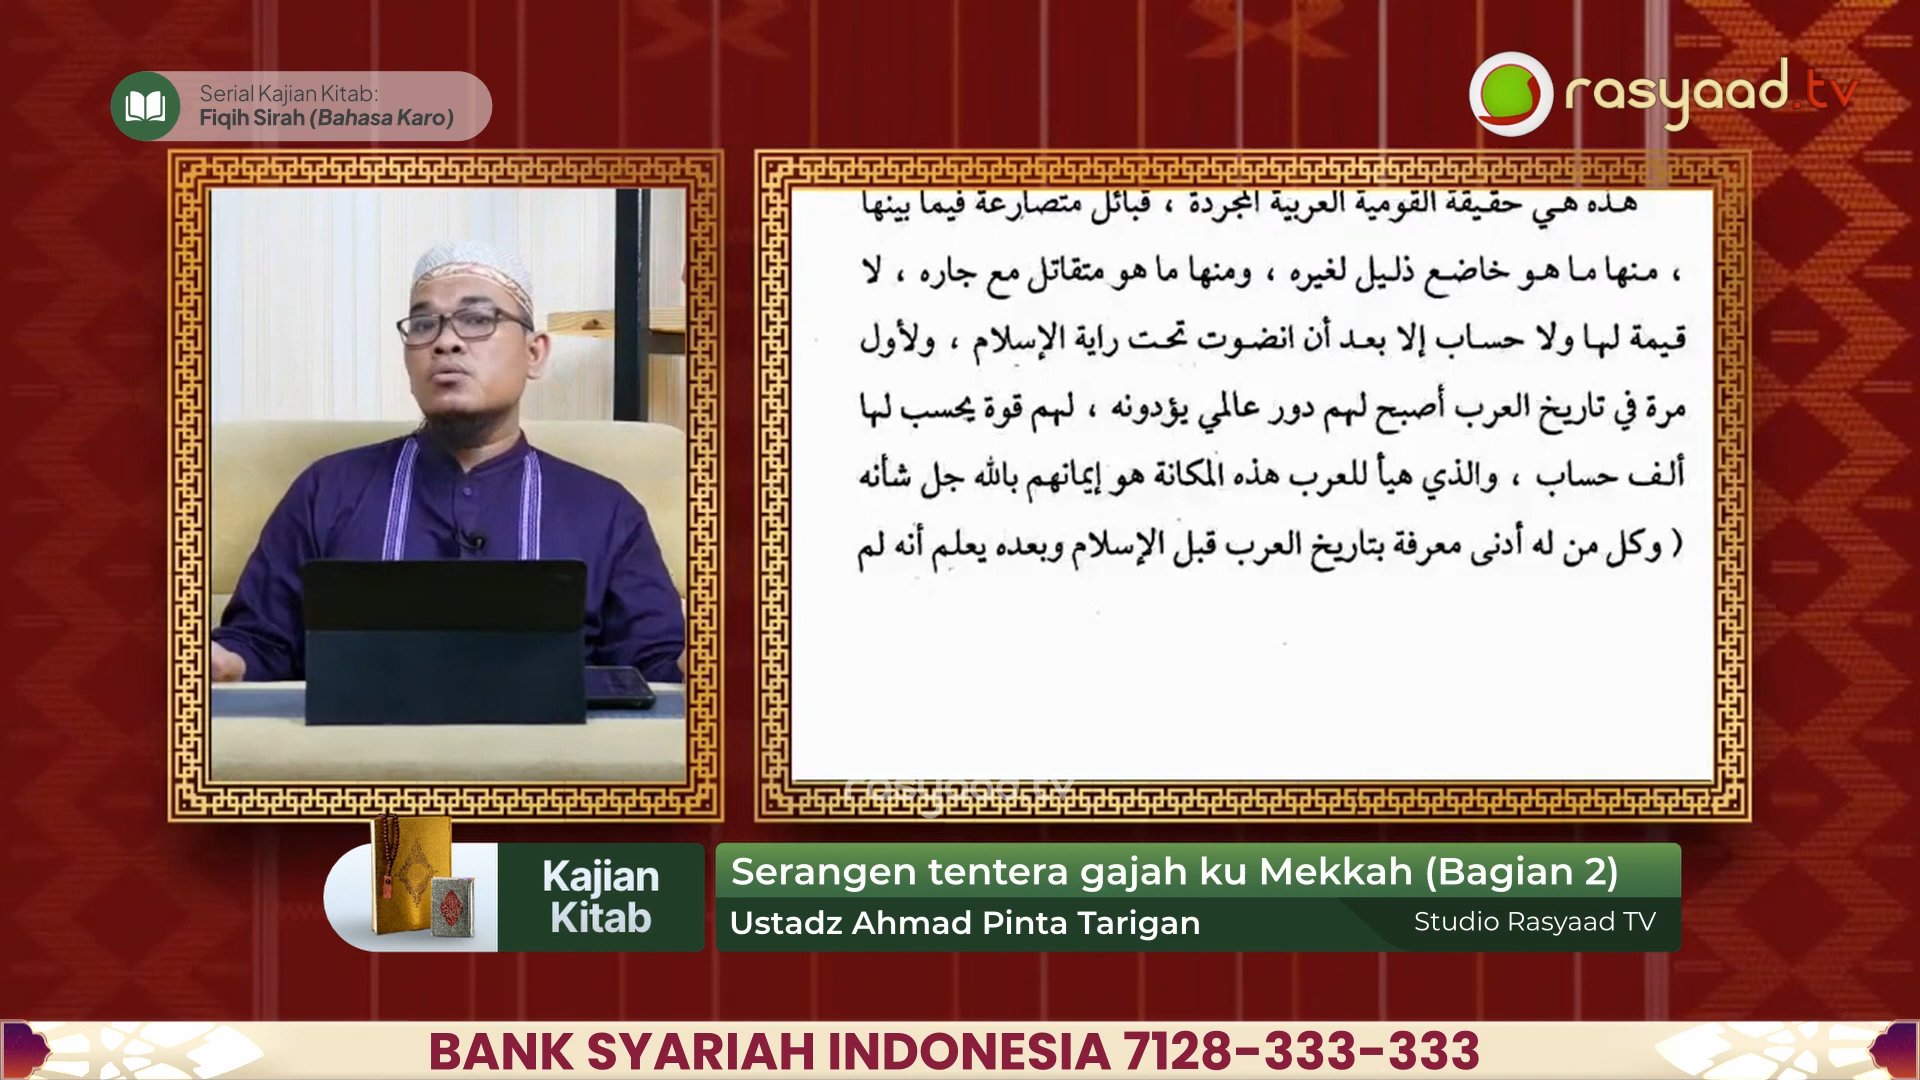 Serial Kajian Kitab:
Fiqih Sirah (Bahasa Karo)
rasyaad.tv
هذه هي حقيقة القومية العربية المجردة ، قبائل متصارعة فيما بينها
، منها ما هو خاضع ذليل لغيره ، ومنها ما هو متقاتل مع جاره ، لا
قيمة لها ولا حساب إلا بعد أن انضوت تحت راية الإسلام ، ولأول
مرة في تاريخ العرب أصبح لهم دور عالمي يؤدونه ، لهم قوة يحسب لها
ألف حساب ، والذي هيأ للعرب هذه المكانة هو إيمانهم بالله جل شأنه
( وكل من له أدنى معرفة بتاريخ العرب قبل الإسلام وبعده يعلم أنه لم
rasyaad.tv
Kajian
Kitab
Serangen tentera gajah ku Mekkah (Bagian 2)
Ustadz Ahmad Pinta Tarigan
Studio Rasyaad TV
BANK SYARIAH INDONESIA 7128-333-333